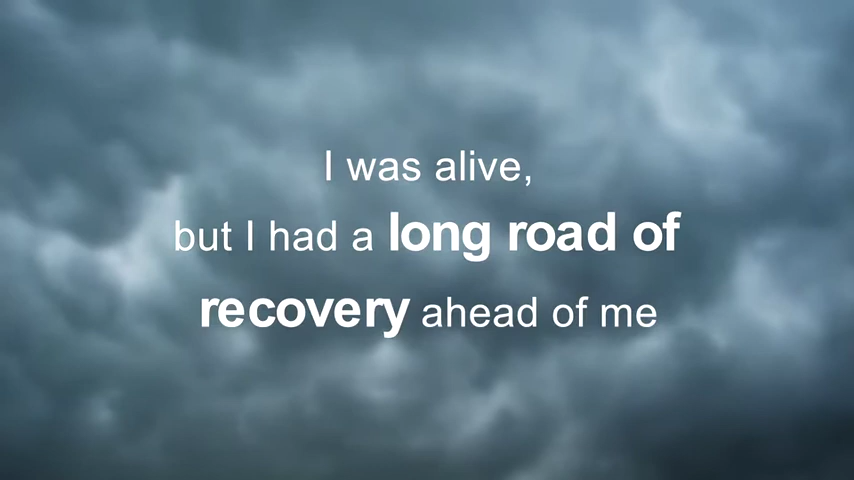 I was alive,
but I had a long road of
recovery ahead of me